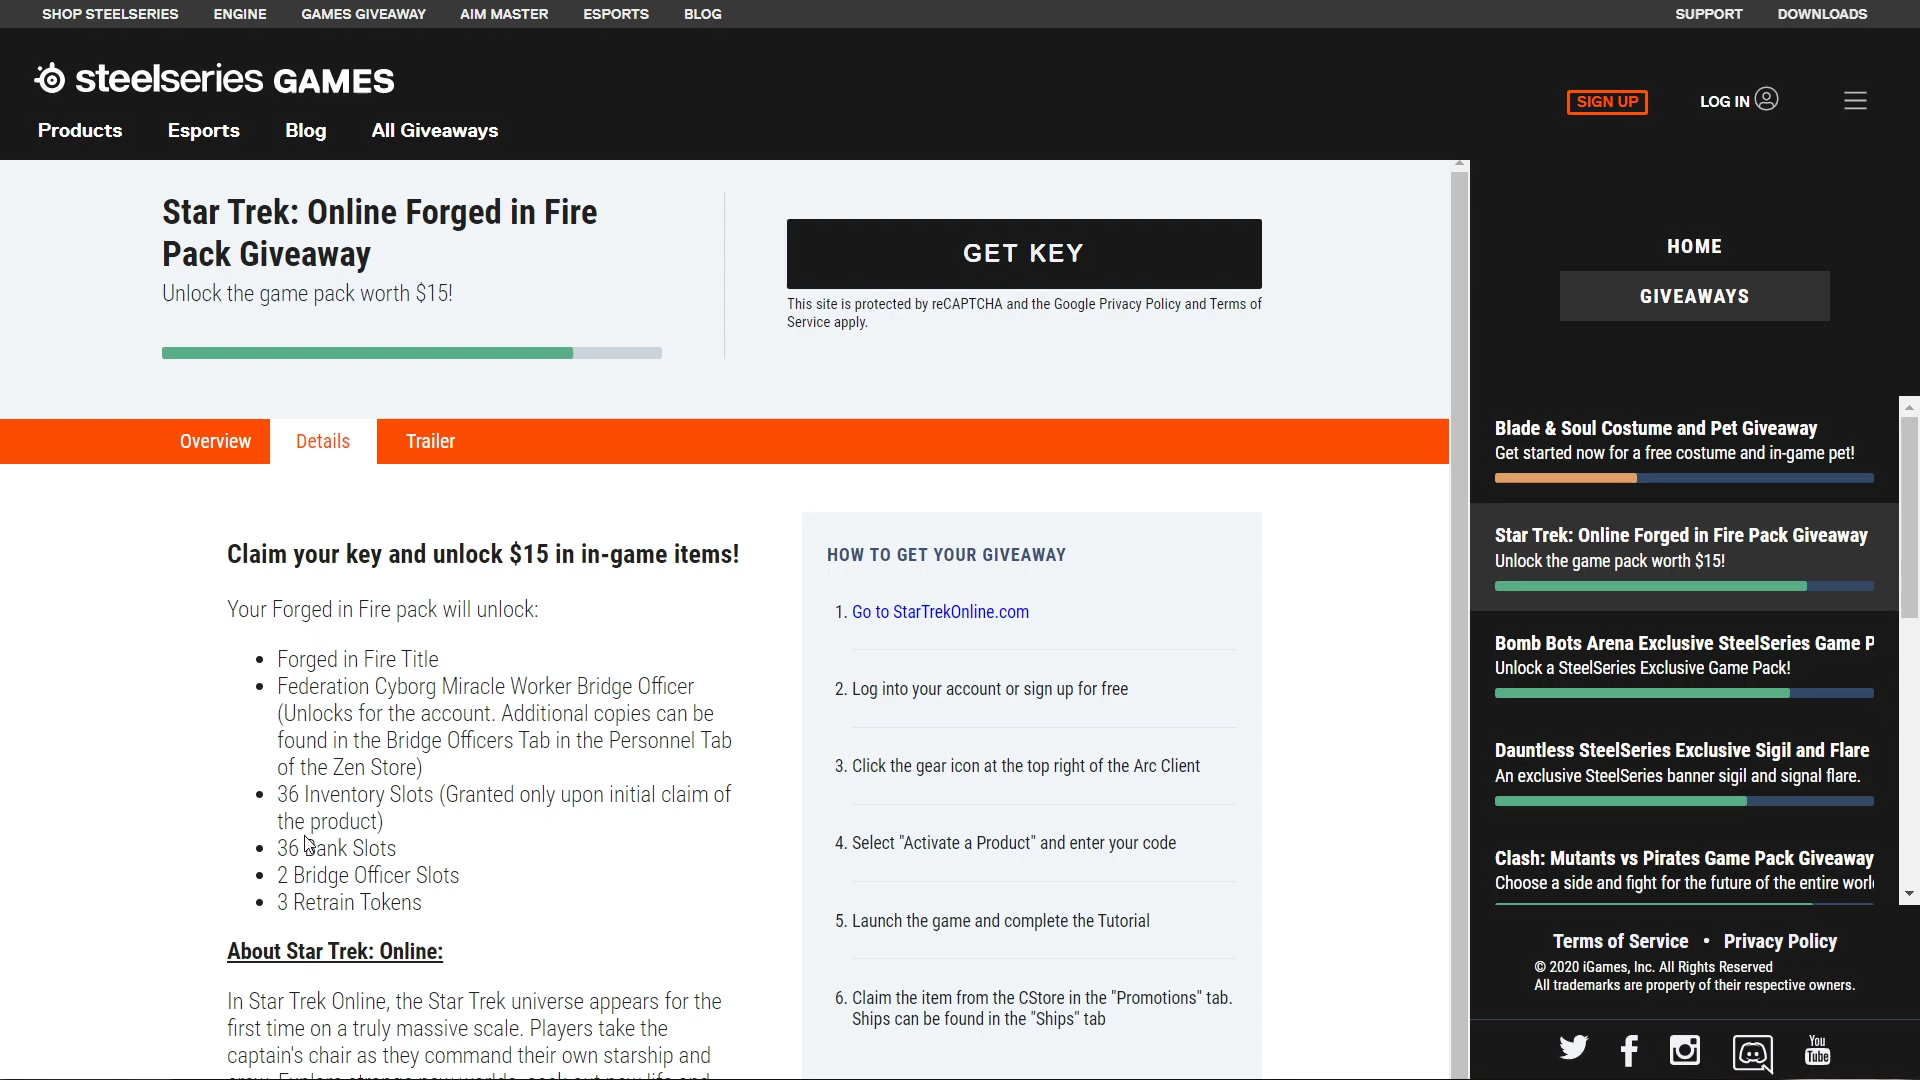 SHOP STEELSERIES ENGINE GAMES GIVEAWAY AIM MASTER ESPORTS BLOG SUPPORT DOWNLOADS
steelseries GAMES
SIGN UP LOG IN
Products Esports Blog All Giveaways
Star Trek: Online Forged in Fire
Pack Giveaway
Unlock the game pack worth $15!
GET KEY
This site is protected by reCAPTCHA and the Google Privacy Policy and Terms of
Service apply.
Overview Details Trailer
Claim your key and unlock $15 in in-game items!
Your Forged in Fire pack will unlock:
• Forged in Fire Title
• Federation Cyborg Miracle Worker Bridge Officer
(Unlocks for the account. Additional copies can be
found in the Bridge Officers Tab in the Personnel Tab
of the Zen Store)
• 36 Inventory Slots (Granted only upon initial claim of
the product)
• 36 Bank Slots
• 2 Bridge Officer Slots
• 3 Retrain Tokens
About Star Trek: Online:
In Star Trek Online, the Star Trek universe appears for the
first time on a truly massive scale. Players take the
captain's chair as they command their own starship and
HOW TO GET YOUR GIVEAWAY
1. Go to StarTrekOnline.com
2. Log into your account or sign up for free
3. Click the gear icon at the top right of the Arc Client
4. Select "Activate a Product" and enter your code
5. Launch the game and complete the Tutorial
6. Claim the item from the CStore in the "Promotions" tab.
Ships can be found in the "Ships" tab
HOME
GIVEAWAYS
Blade & Soul Costume and Pet Giveaway
Get started now for a free costume and in-game pet!
Star Trek: Online Forged in Fire Pack Giveaway
Unlock the game pack worth $15!
Bomb Bots Arena Exclusive SteelSeries Game P
Unlock a SteelSeries Exclusive Game Pack!
Dauntless SteelSeries Exclusive Sigil and Flare
An exclusive SteelSeries banner sigil and signal flare.
Clash: Mutants vs Pirates Game Pack Giveaway
Choose a side and fight for the future of the entire worl
Terms of Service • Privacy Policy
© 2020 iGames, Inc. All Rights Reserved
All trademarks are property of their respective owners.
You
Tube